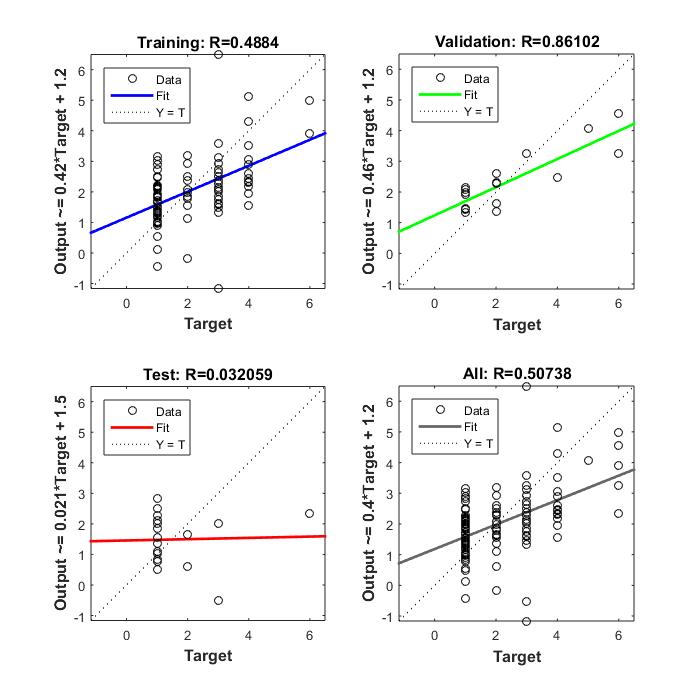 Training: R=0.4884
Output ~= 0.42*Target + 1.2
Data
Fit
Y = T
6
5
4
3
2
1
0
-1
0 2 4 6
Target
Validation: R=0.86102
Output ~= 0.46*Target + 1.2
Data
Fit
Y = T
6
5
4
3
2
1
0
-1
0 2 4 6
Target
Test: R=0.032059
Output ~= 0.021*Target + 1.5
Data
Fit
Y = T
6
5
4
3
2
1
0
-1
0 2 4 6
Target
All: R=0.50738
Output ~= 0.4*Target + 1.2
Data
Fit
Y = T
6
5
4
3
2
1
0
-1
0 2 4 6
Target